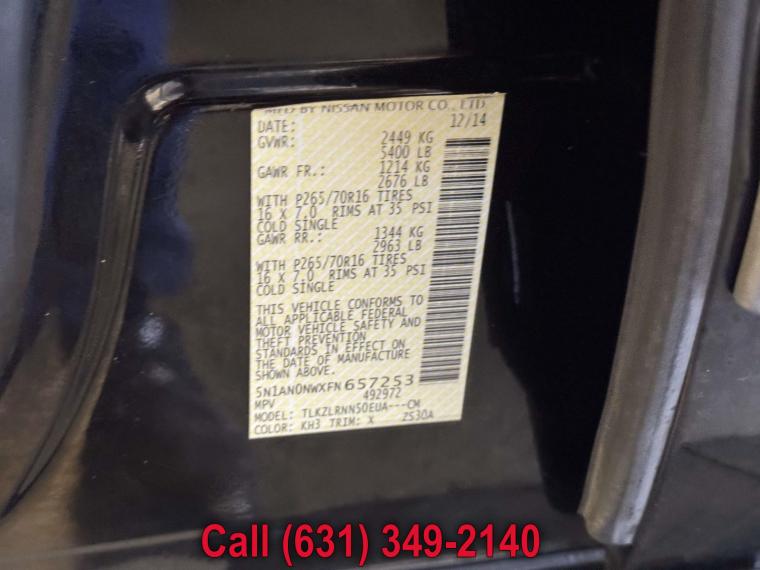 MFD BY NISSAN MOTOR CO., LTD.
DATE: 12/14
GVWR: 2449 KG
5400 LB
GAWR FR.: 1214 KG
2676 LB
WITH P265/70R16 TIRES
16 X 7.0 RIMS AT 35 PSI
COLD SINGLE
GAWR RR.: 1344 KG
2963 LB
WITH P265/70R16 TIRES
16 X 7.0 RIMS AT 35 PSI
COLD SINGLE
THIS VEHICLE CONFORMS TO
ALL APPLICABLE FEDERAL
MOTOR VEHICLE SAFETY AND
THEFT PREVENTION
STANDARDS IN EFFECT ON
THE DATE OF MANUFACTURE
SHOWN ABOVE.
5N1AN0NWXFN657253
MPV 492972
MODEL: TLKZLRNN50EUA---CM
COLOR: KH3 TRIM: X ZS30A
Call (631) 349-2140